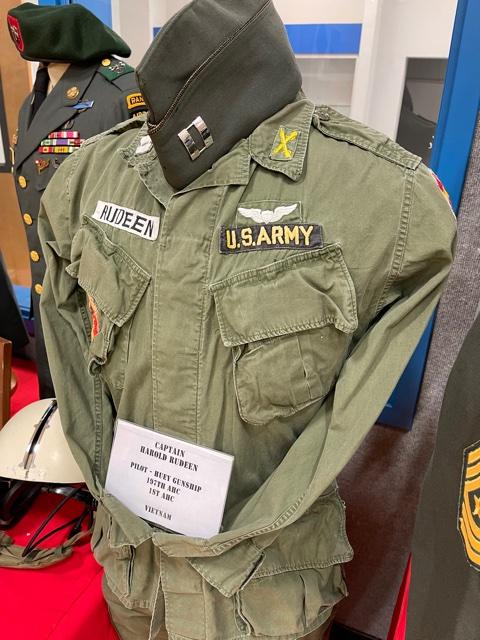 RUDEEN
U.S.ARMY
CAPTAIN
HAROLD RUDEEN
PILOT - HUEY GUNSHIP
197TH AHC
1ST AHC
VIETNAM